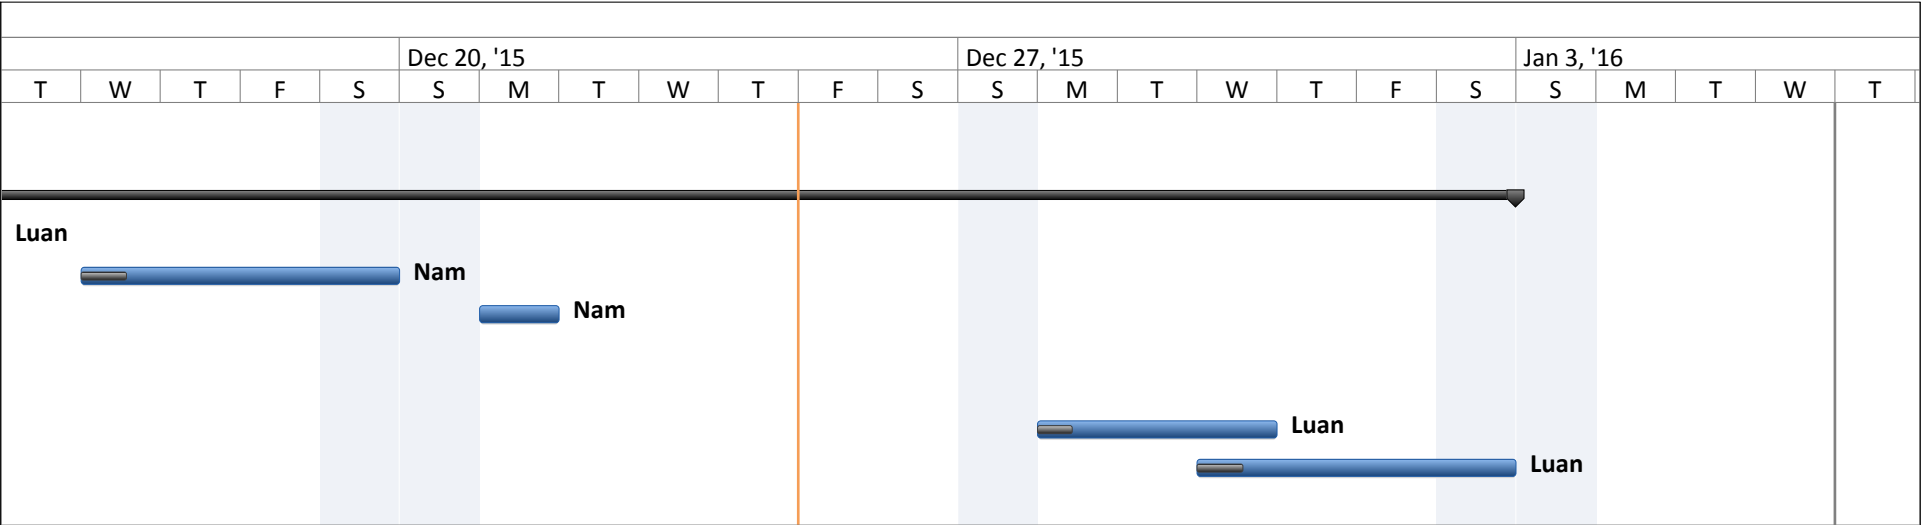 Dec 20, '15 Dec 27, '15 Jan 3, '16
T W T F S S M T W T F S S M T W T F S S M T W T
Luan
Nam
Nam
Luan
Luan